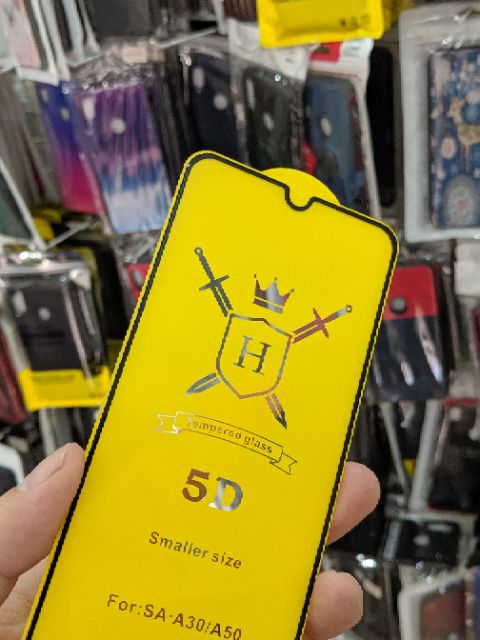 H
Tempered glass
5D
Smaller size
For:SA-A30/A50